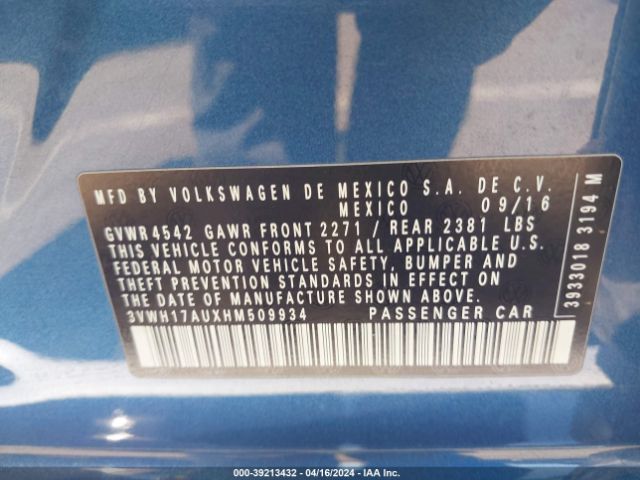 MFD BY VOLKSWAGEN DE MEXICO S.A. DE C.V.
MEXICO 09/16
GVWR 4542 GAWR FRONT 2271 / REAR 2381 LBS
THIS VEHICLE CONFORMS TO ALL APPLICABLE U.S.
FEDERAL MOTOR VEHICLE SAFETY, BUMPER AND
THEFT PREVENTION STANDARDS IN EFFECT ON
THE DATE OF MANUFACTURE SHOWN ABOVE.
3VWH17AUXHM509934 PASSENGER CAR
3933018 3194 M
000-39213432 - 04/16/2024 - IAA Inc.